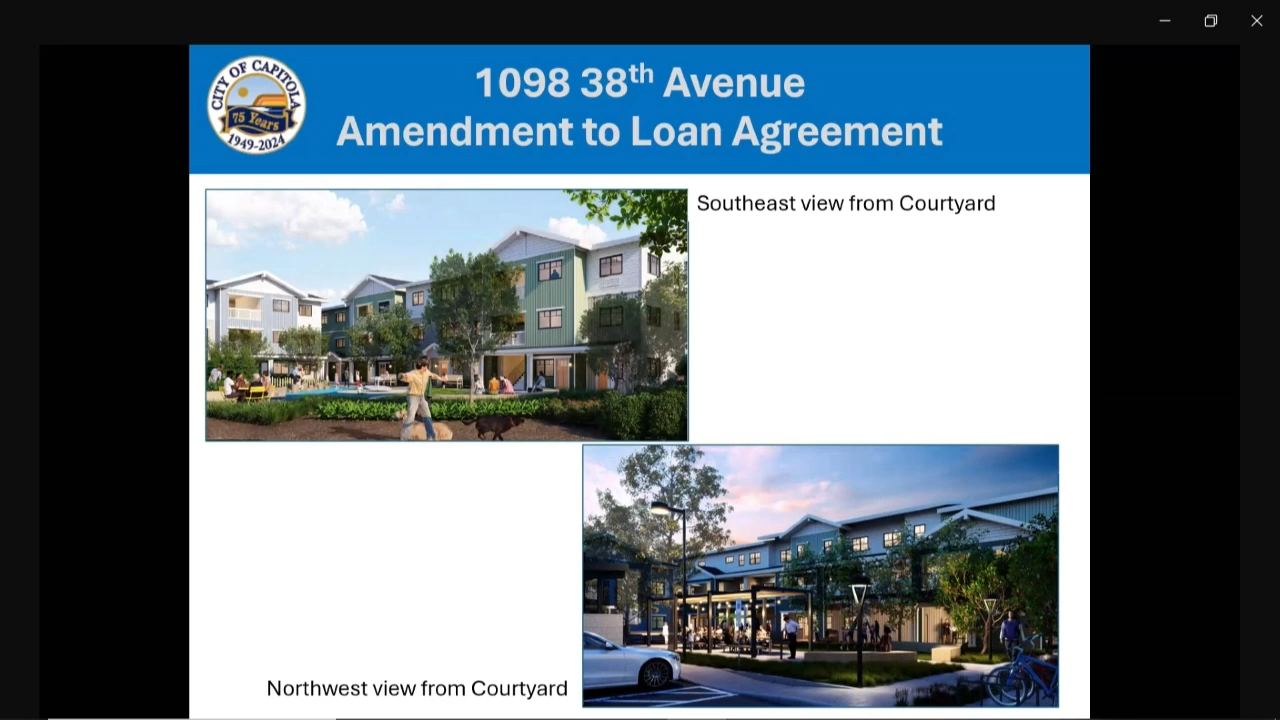 CITY OF CAPITOLA
75 Years
1949-2024
1098 38th Avenue
Amendment to Loan Agreement
Southeast view from Courtyard
Northwest view from Courtyard